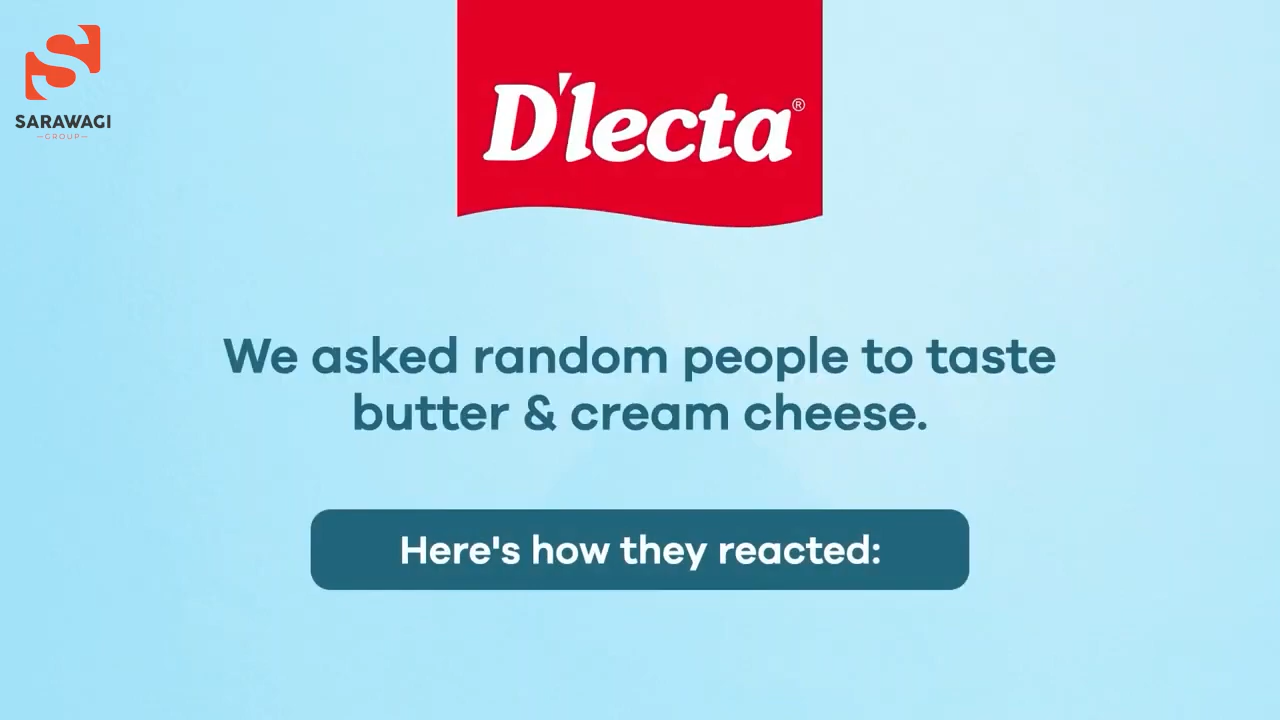 SARAWAGI
GROUP
D'lecta®
We asked random people to taste
butter & cream cheese.
Here's how they reacted: